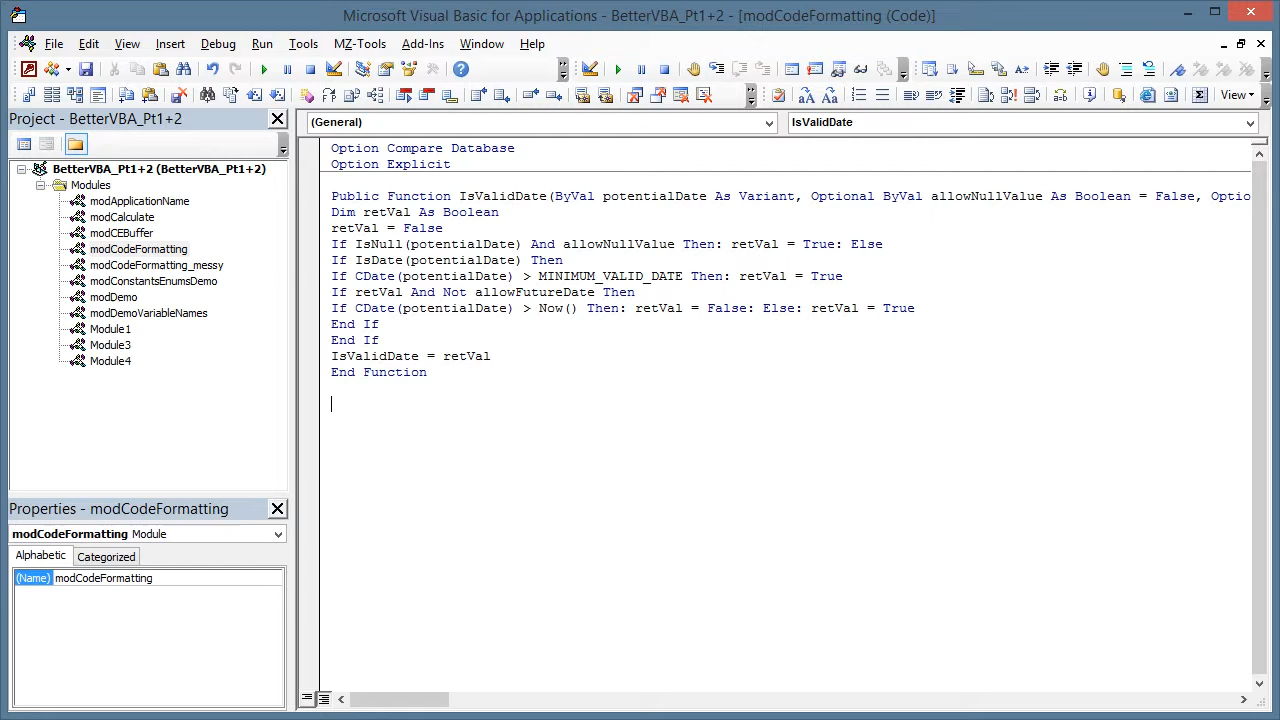 Microsoft Visual Basic for Applications - BetterVBA_Pt1+2 - [modCodeFormatting (Code)]
File Edit View Insert Debug Run Tools MZ-Tools Add-Ins Window Help
View
Project - BetterVBA_Pt1+2
(General) IsValidDate
BetterVBA_Pt1+2 (BetterVBA_Pt1+2)
Modules
modApplicationName
modCalculate
modCEBuffer
modCodeFormatting
modCodeFormatting_messy
modConstantsEnumsDemo
modDemo
modDemoVariableNames
Module1
Module3
Module4
Properties - modCodeFormatting
modCodeFormatting Module
Alphabetic Categorized
(Name) modCodeFormatting
Option Compare Database
Option Explicit
Public Function IsValidDate(ByVal potentialDate As Variant, Optional ByVal allowNullValue As Boolean = False, Optio
Dim retVal As Boolean
retVal = False
If IsNull(potentialDate) And allowNullValue Then: retVal = True: Else
If IsDate(potentialDate) Then
If CDate(potentialDate) > MINIMUM_VALID_DATE Then: retVal = True
If retVal And Not allowFutureDate Then
If CDate(potentialDate) > Now() Then: retVal = False: Else: retVal = True
End If
End If
IsValidDate = retVal
End Function